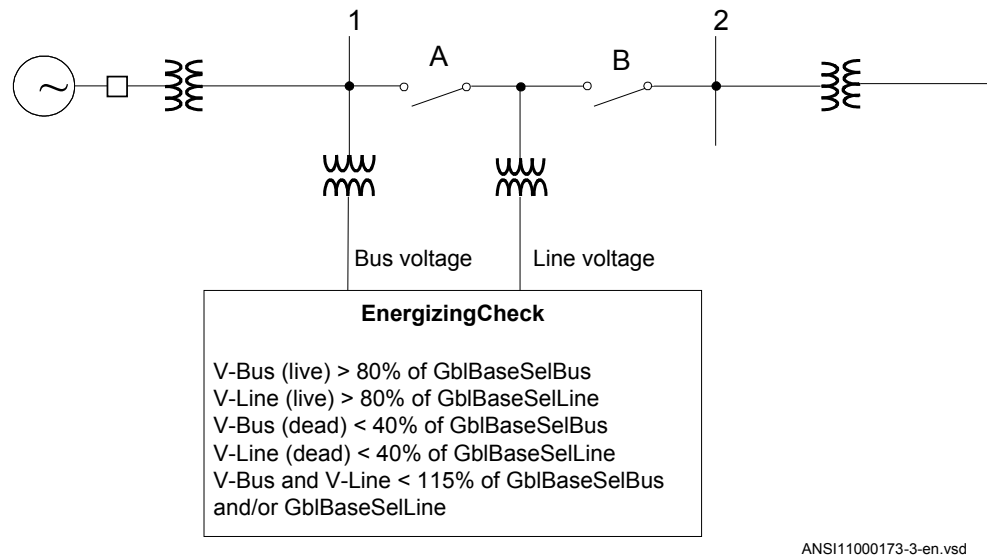 1
2
A
B
~
Bus voltage
Line voltage
EnergizingCheck
V-Bus (live) > 80% of GblBaseSelBus
V-Line (live) > 80% of GblBaseSelLine
V-Bus (dead) < 40% of GblBaseSelBus
V-Line (dead) < 40% of GblBaseSelLine
V-Bus and V-Line < 115% of GblBaseSelBus
and/or GblBaseSelLine
ANSI11000173-3-en.vsd